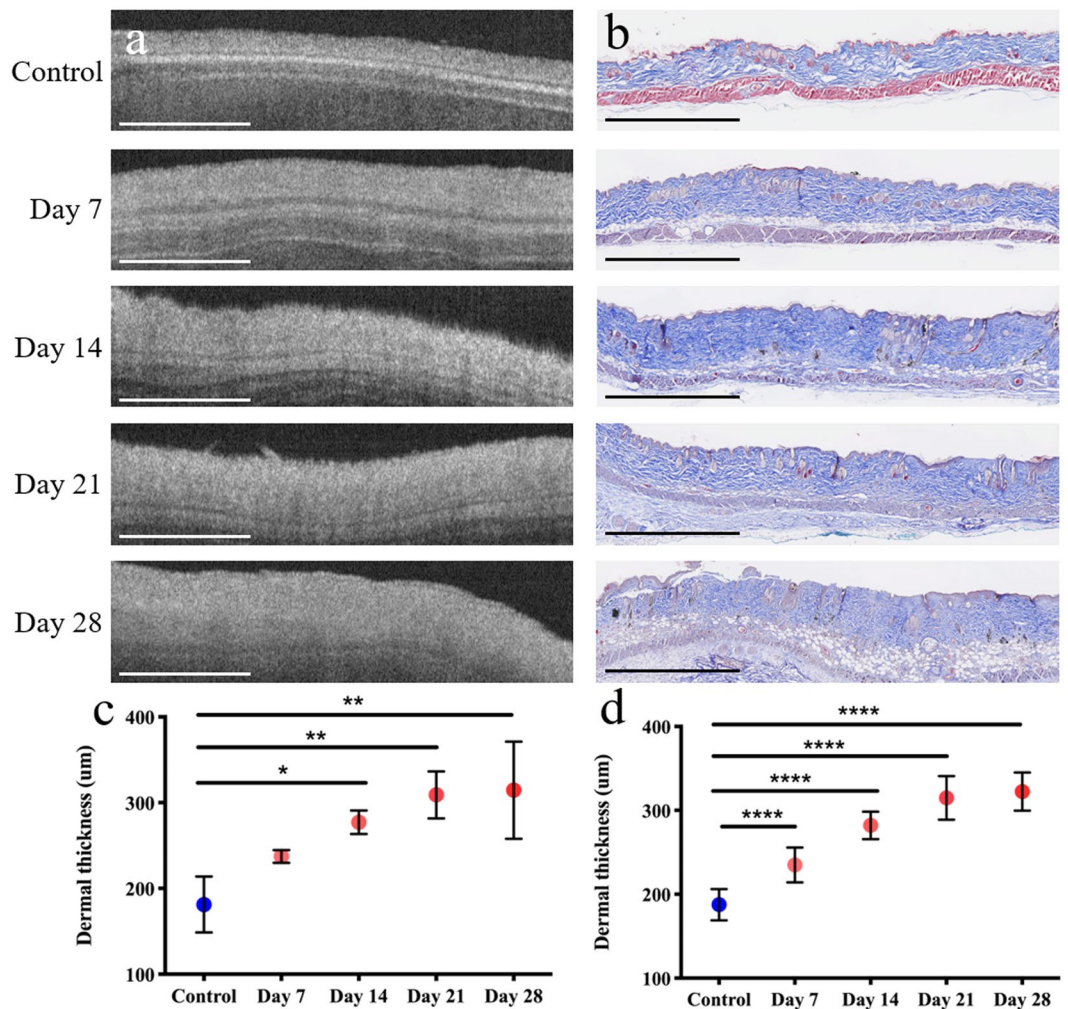 a
b
Control
Day 7
Day 14
Day 21
Day 28
c
Dermal thickness (um)
400
300
200
100
**
**
*
Control Day 7 Day 14 Day 21 Day 28
d
Dermal thickness (um)
400
300
200
100
****
****
****
****
Control Day 7 Day 14 Day 21 Day 28